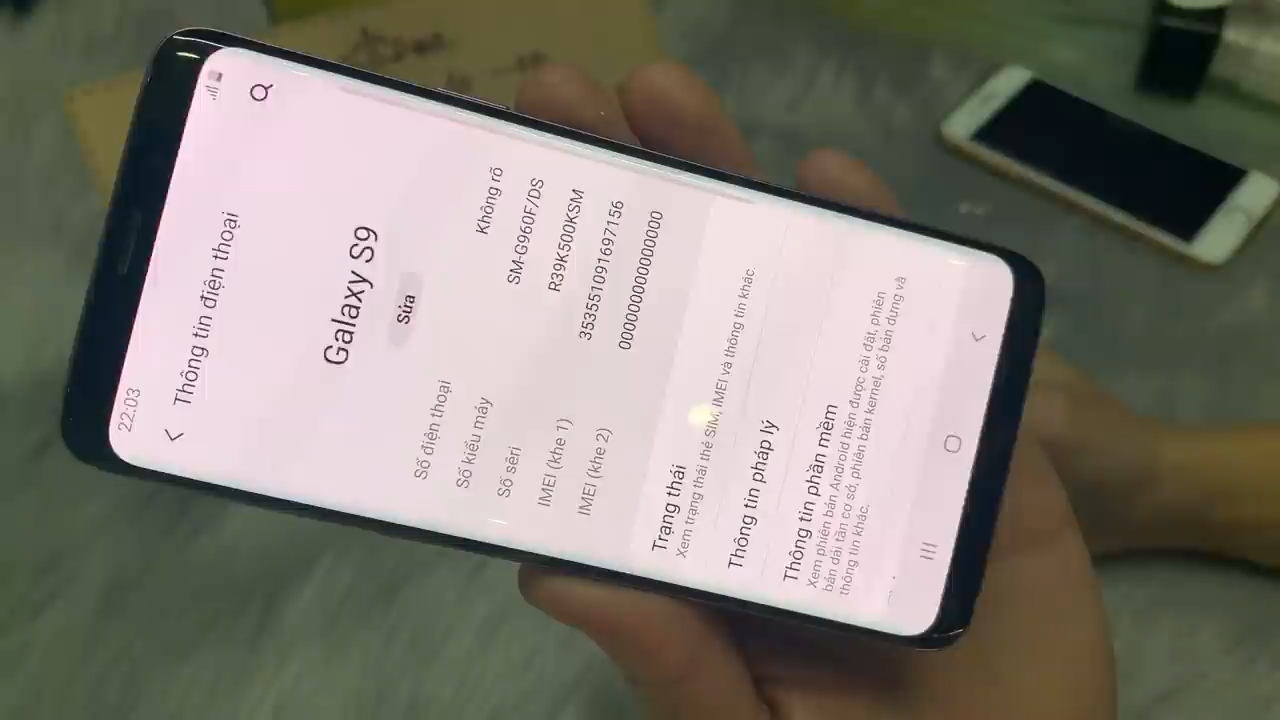 22:03
Thông tin điện thoại
Galaxy S9
Sửa
Số điện thoại Không rõ
Số kiểu máy SM-G960F/DS
Số sêri R39K500KSM
IMEI (khe 1) 353551091697156
IMEI (khe 2) 000000000000000
Trạng thái
Xem trạng thái thẻ SIM, IMEI và thông tin khác.
Thông tin pháp lý
Thông tin phần mềm
Xem phiên bản Android hiện được cài đặt, phiên
bản dải tần cơ sở, phiên bản kernel, số bản dựng và
thông tin khác.